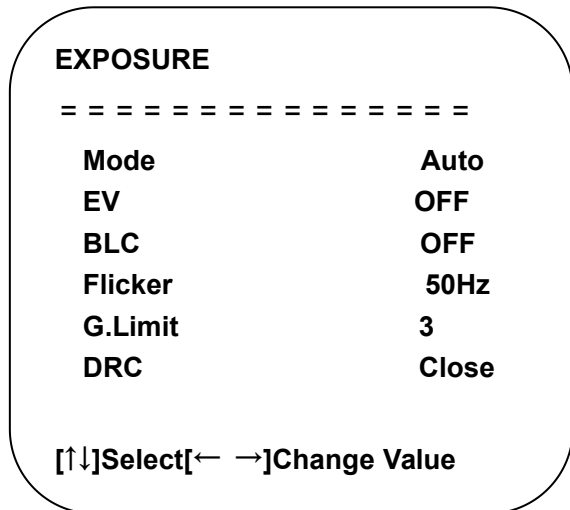 EXPOSURE
= = = = = = = = = = = = = = =
Mode Auto
EV OFF
BLC OFF
Flicker 50Hz
G.Limit 3
DRC Close
[↑↓]Select[← →]Change Value